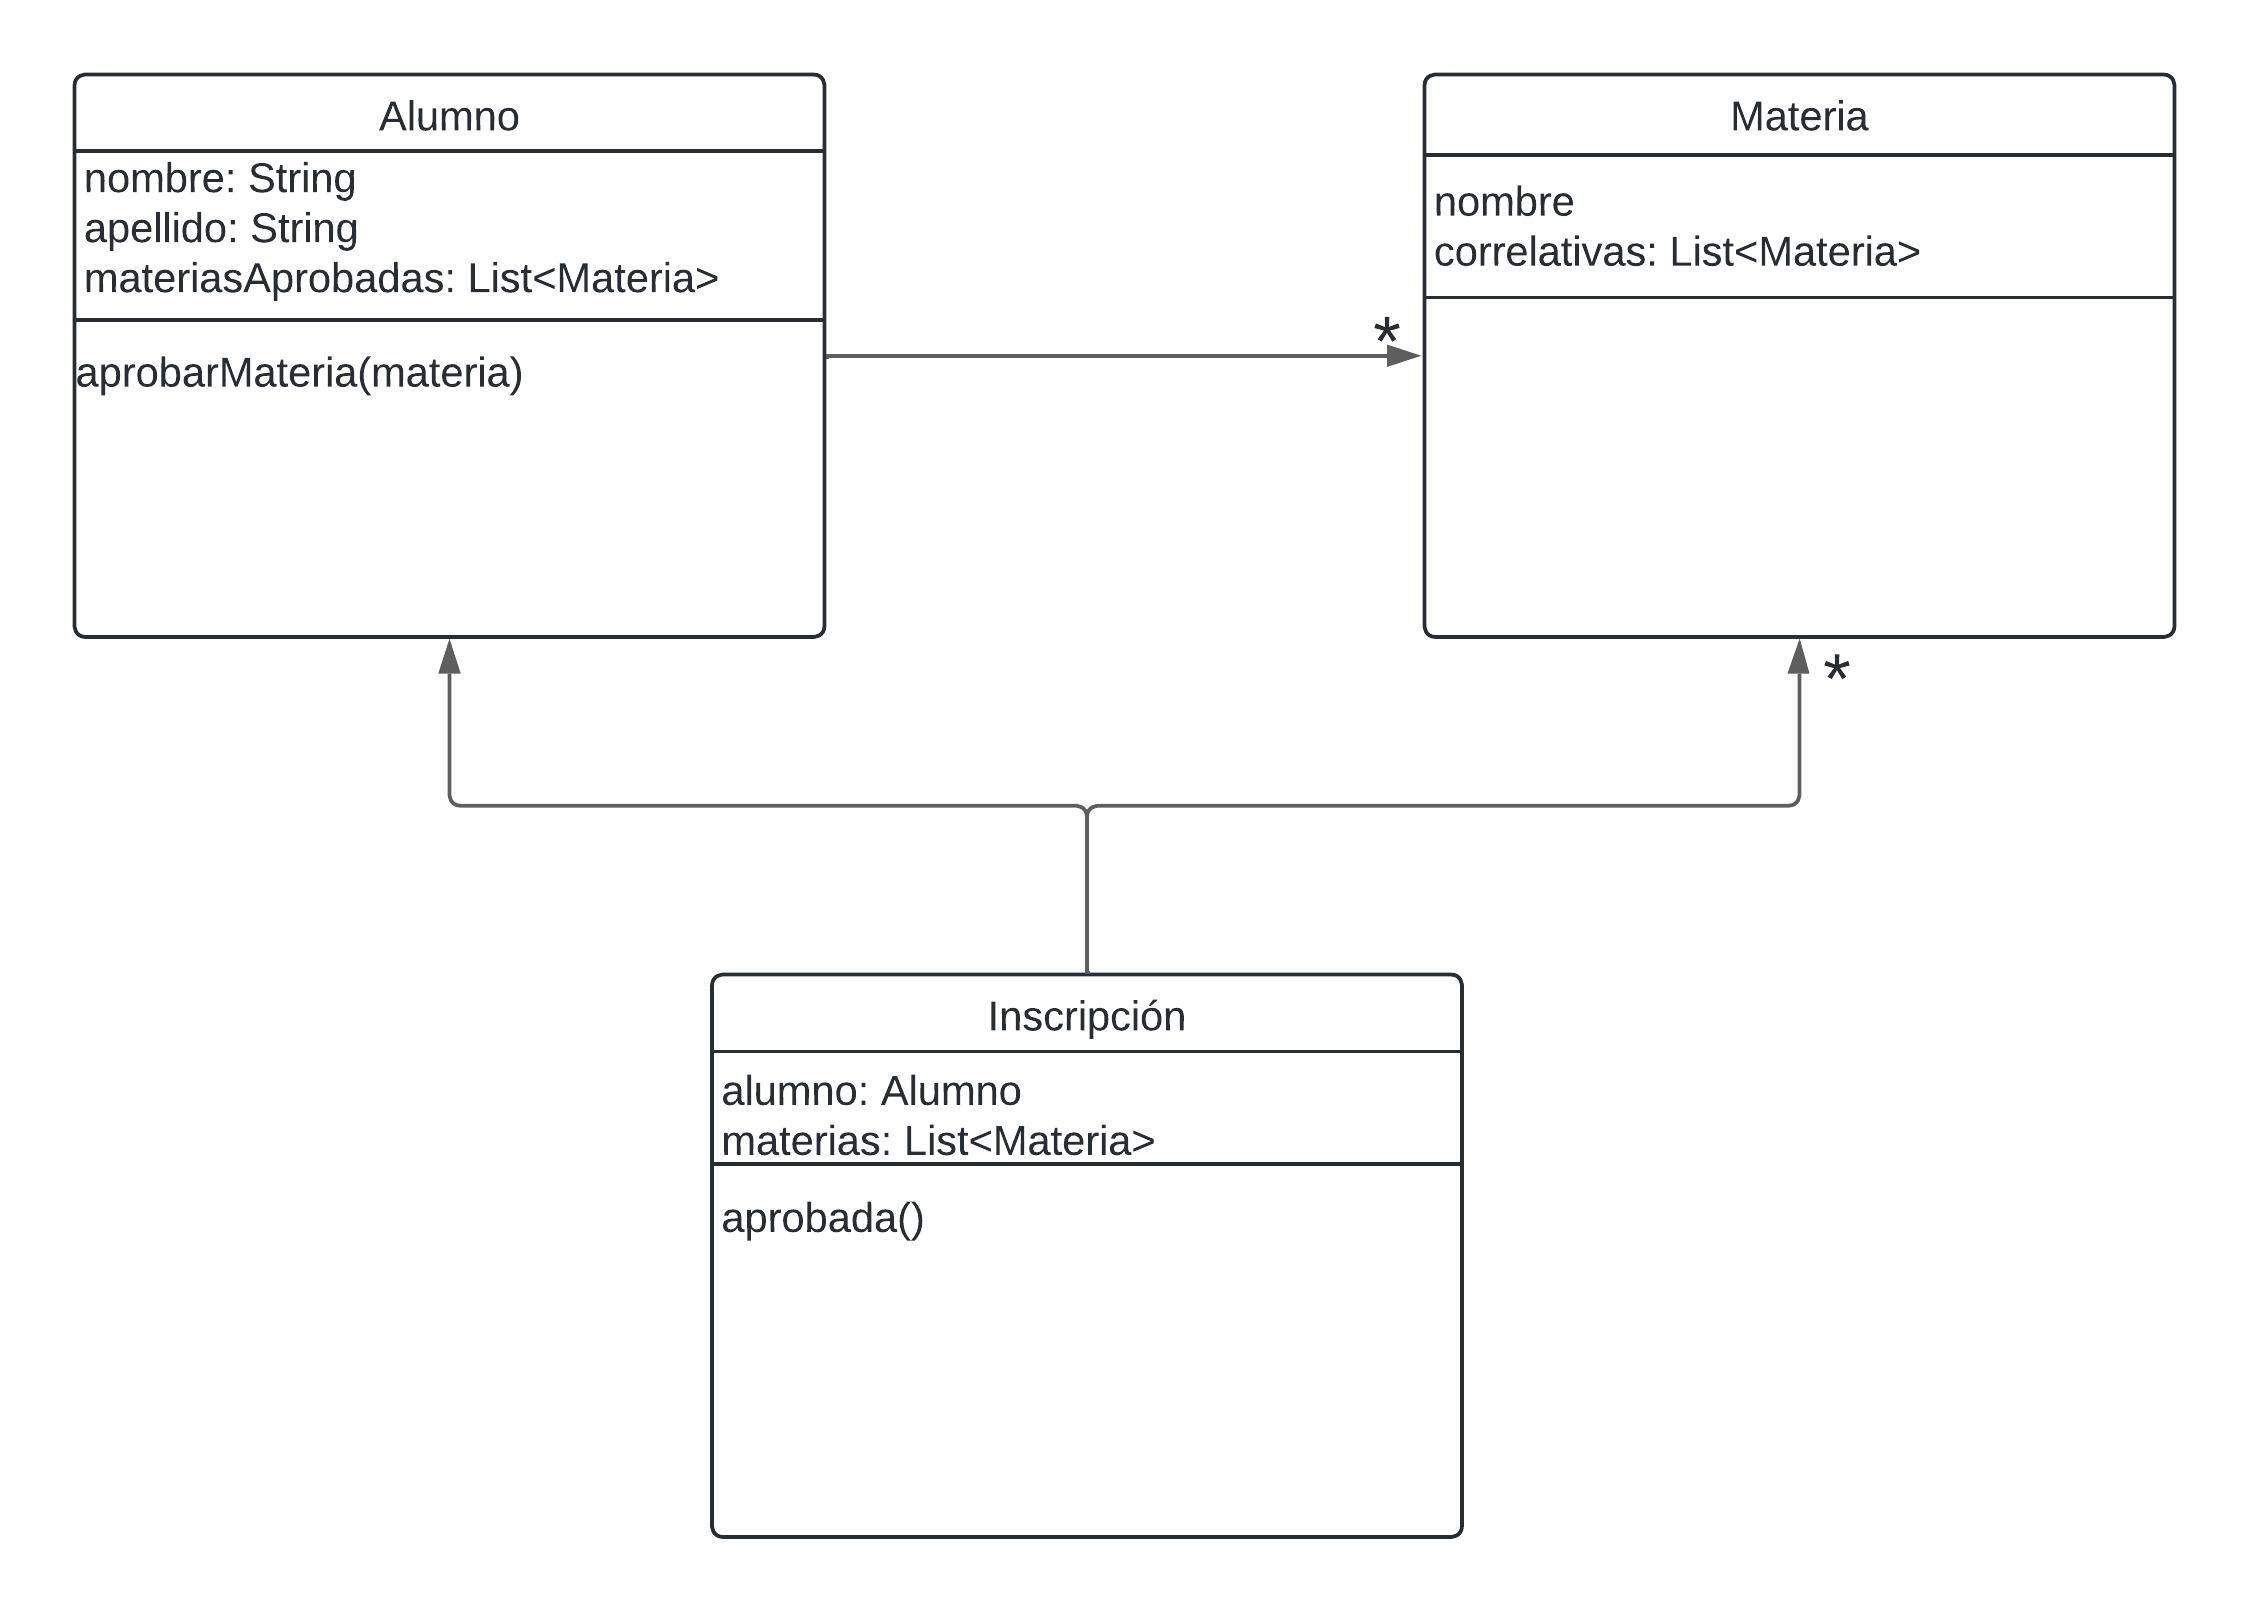 Alumno
nombre: String
apellido: String
materiasAprobadas: List<Materia>
aprobarMateria(materia)
Materia
nombre
correlativas: List<Materia>
*
*
Inscripción
alumno: Alumno
materias: List<Materia>
aprobada()